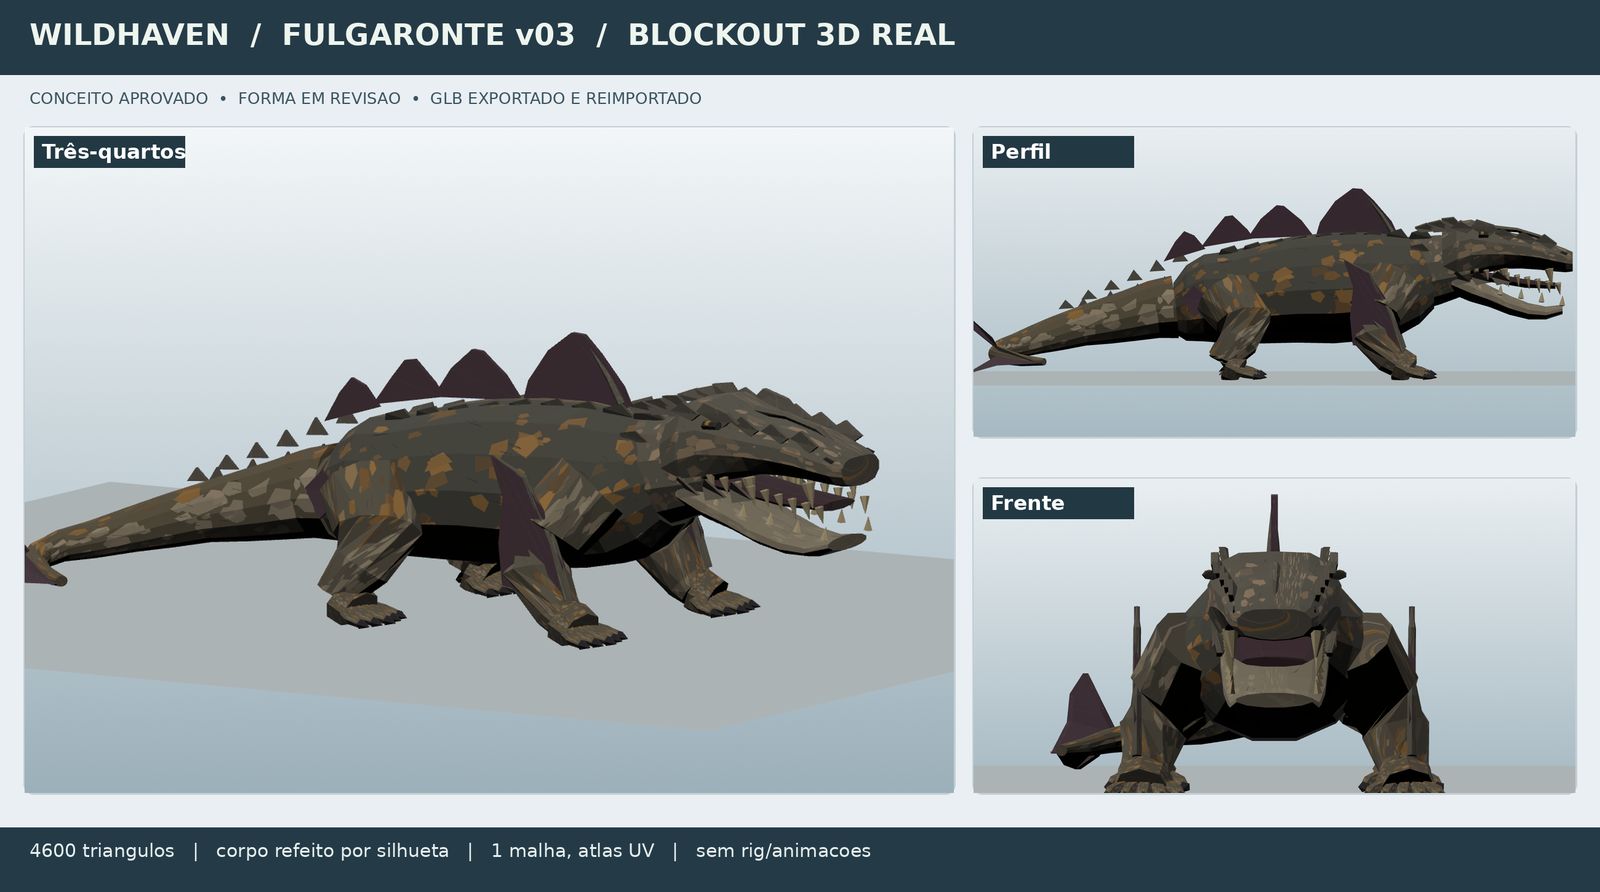 WILDHAVEN / FULGARONTE v03 / BLOCKOUT 3D REAL
CONCEITO APROVADO • FORMA EM REVISAO • GLB EXPORTADO E REIMPORTADO
Três-quartos
Perfil
Frente
4600 triangulos | corpo refeito por silhueta | 1 malha, atlas UV | sem rig/animacoes